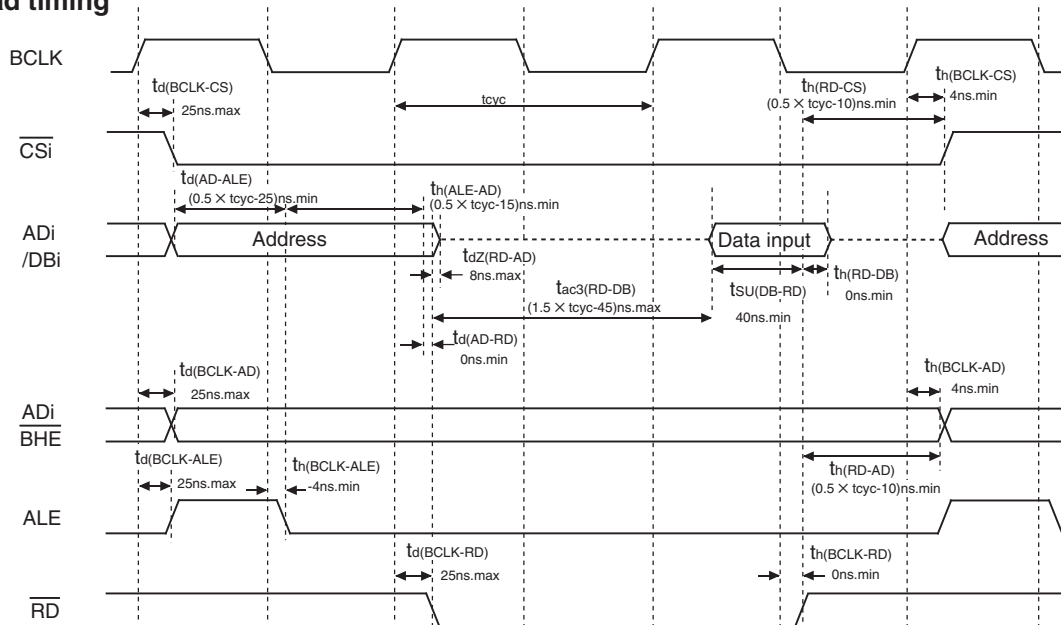 d timing
BCLK
td(BCLK-CS)
25ns.max
tcyc
th(RD-CS)
(0.5 × tcyc-10)ns.min
th(BCLK-CS)
4ns.min
CSi
td(AD-ALE)
(0.5 × tcyc-25)ns.min
th(ALE-AD)
(0.5 × tcyc-15)ns.min
ADi
/DBi
Address
Data input
Address
tdZ(RD-AD)
8ns.max
th(RD-DB)
0ns.min
tac3(RD-DB)
(1.5 × tcyc-45)ns.max
tSU(DB-RD)
40ns.min
td(AD-RD)
0ns.min
td(BCLK-AD)
25ns.max
th(BCLK-AD)
4ns.min
ADi
BHE
td(BCLK-ALE)
25ns.max
th(BCLK-ALE)
-4ns.min
th(RD-AD)
(0.5 × tcyc-10)ns.min
ALE
td(BCLK-RD)
25ns.max
th(BCLK-RD)
0ns.min
RD